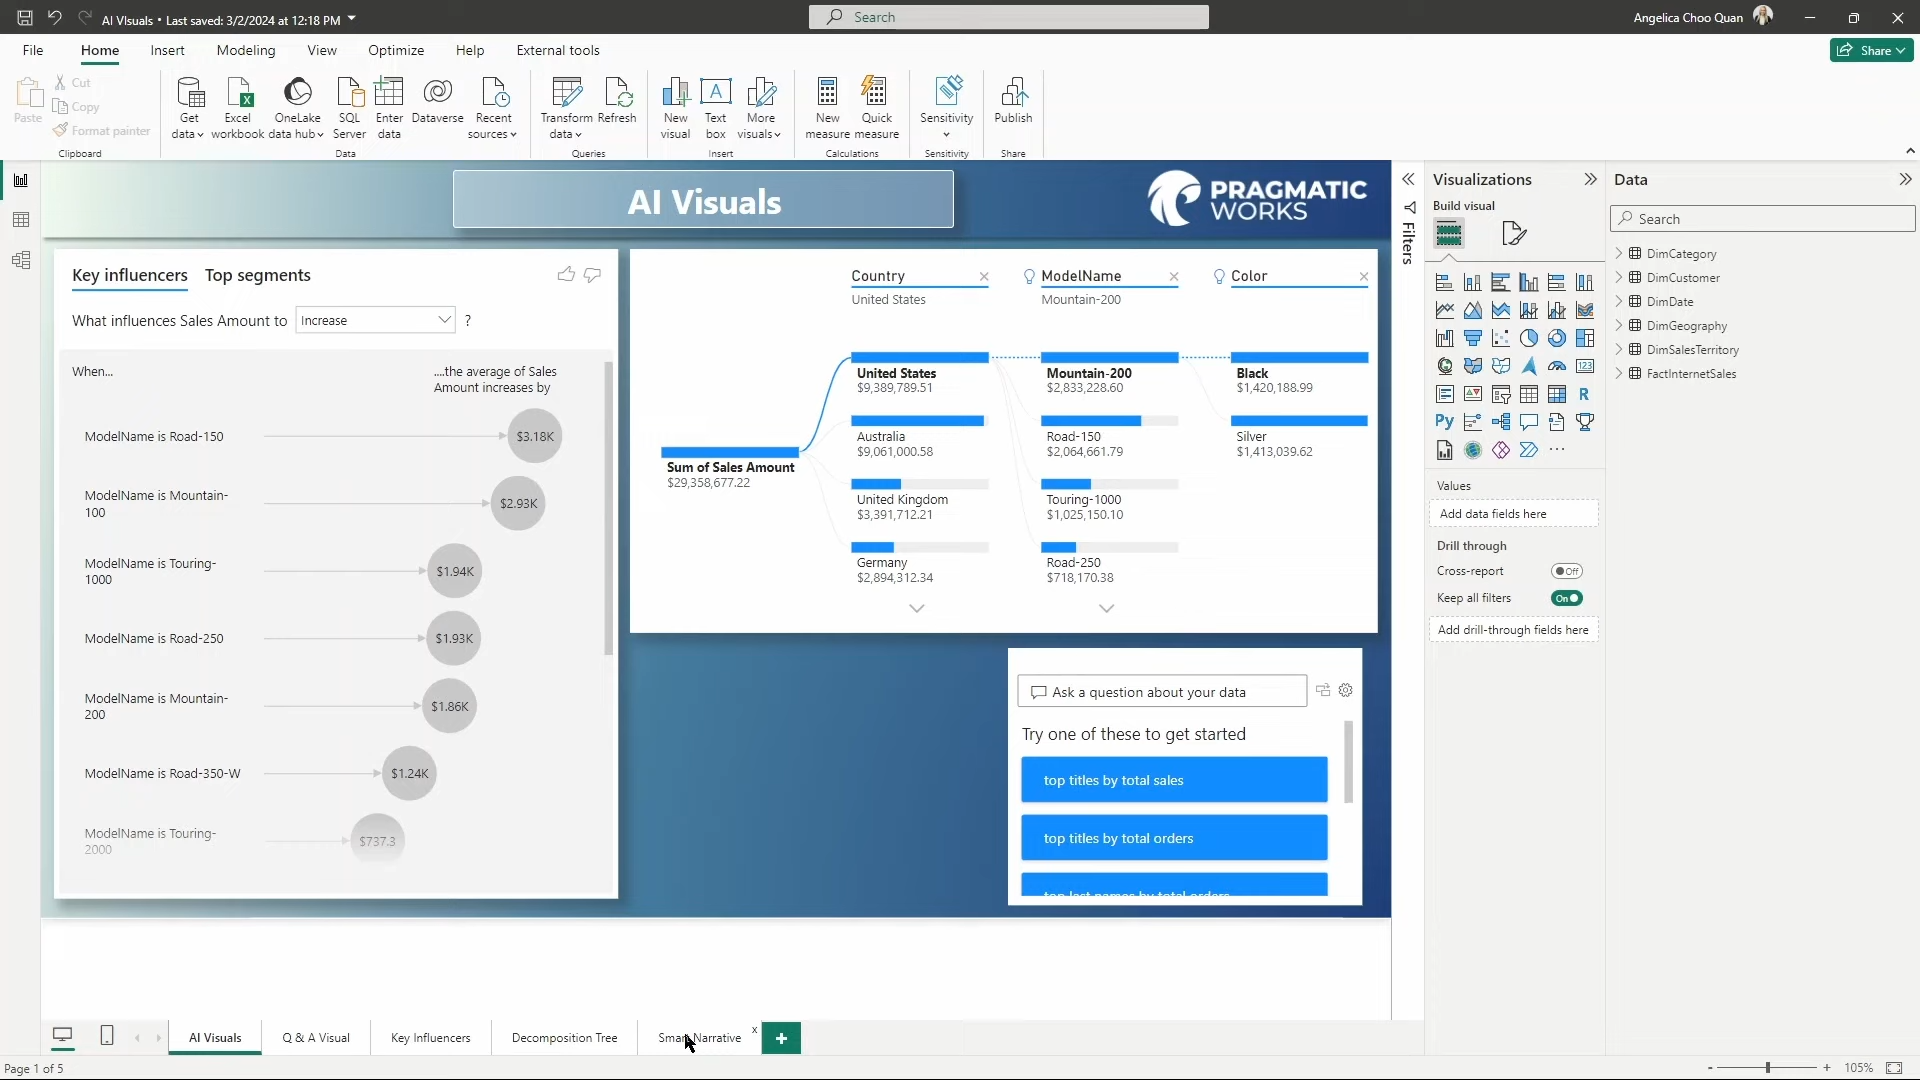 AI VIsuals • Last saved: 3/2/2024 at 12:18 PM
Search
Angelica Choo Quan
File
Home
Insert
Modeling
View
Optimize
Help
External tools
Share
Paste
Cut
Copy
Format painter
Clipboard
Get data
Excel workbook
OneLake data hub
SQL Server
Enter data
Dataverse
Recent sources
Data
Transform data
Refresh
Queries
New visual
Text box
More visuals
Insert
New measure
Quick measure
Calculations
Sensitivity
Sensitivity
Publish
Share
AI Visuals
PRAGMATIC
WORKS
Key influencers
Top segments
What influences Sales Amount to
Increase
?
When...
....the average of Sales
Amount increases by
ModelName is Road-150
$3.18K
ModelName is Mountain-
100
$2.93K
ModelName is Touring-
1000
$1.94K
ModelName is Road-250
$1.93K
ModelName is Mountain-
200
$1.86K
ModelName is Road-350-W
$1.24K
ModelName is Touring-
2000
$737.3
Country
United States
ModelName
Mountain-200
Color
Sum of Sales Amount
$29,358,677.22
United States
$9,389,789.51
Australia
$9,061,000.58
United Kingdom
$3,391,712.21
Germany
$2,894,312.34
Mountain-200
$2,833,228.60
Road-150
$2,064,661.79
Touring-1000
$1,025,150.10
Road-250
$718,170.38
Black
$1,420,188.99
Silver
$1,413,039.62
Ask a question about your data
Try one of these to get started
top titles by total sales
top titles by total orders
top last names by total orders
Filters
Visualizations
Build visual
R
Py
123
Values
Add data fields here
Drill through
Cross-report
Off
Keep all filters
On
Add drill-through fields here
Data
Search
DimCategory
DimCustomer
DimDate
DimGeography
DimSalesTerritory
FactInternetSales
AI Visuals
Q & A Visual
Key Influencers
Decomposition Tree
Smart Narrative
Page 1 of 5
105%